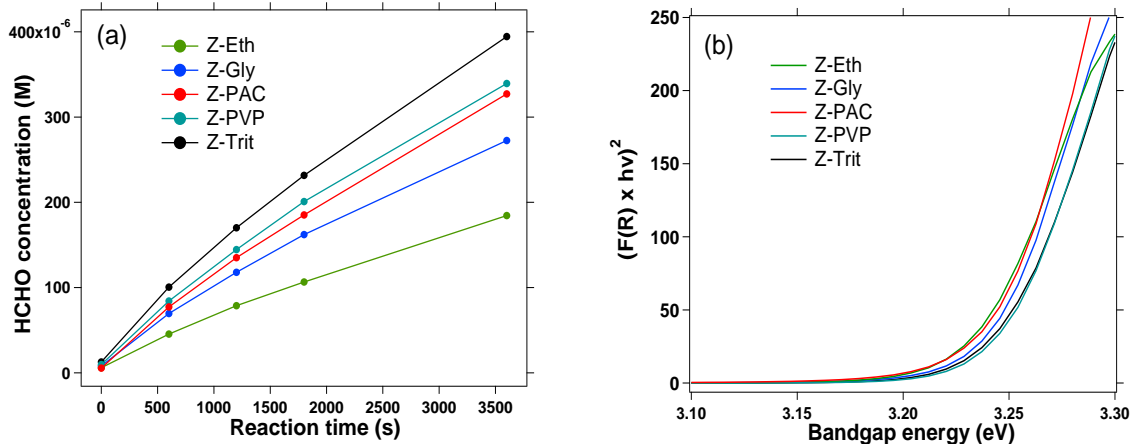 (a)
HCHO concentration (M)
400x10⁻⁶
300
200
100
0
Z-Eth
Z-Gly
Z-PAC
Z-PVP
Z-Trit
0 500 1000 1500 2000 2500 3000 3500
Reaction time (s)
(b)
(F(R) x hv)²
250
200
150
100
50
0
Z-Eth
Z-Gly
Z-PAC
Z-PVP
Z-Trit
3.10 3.15 3.20 3.25 3.30
Bandgap energy (eV)